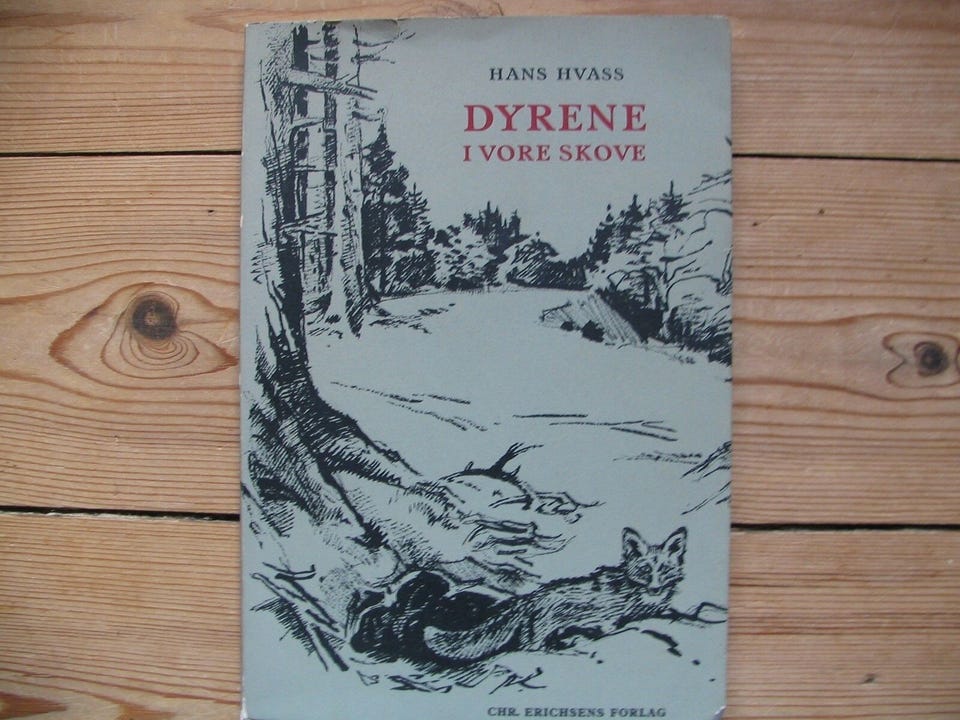 HANS HVASS
DYRENE
I VORE SKOVE
CHR. ERICHSENS FORLAG